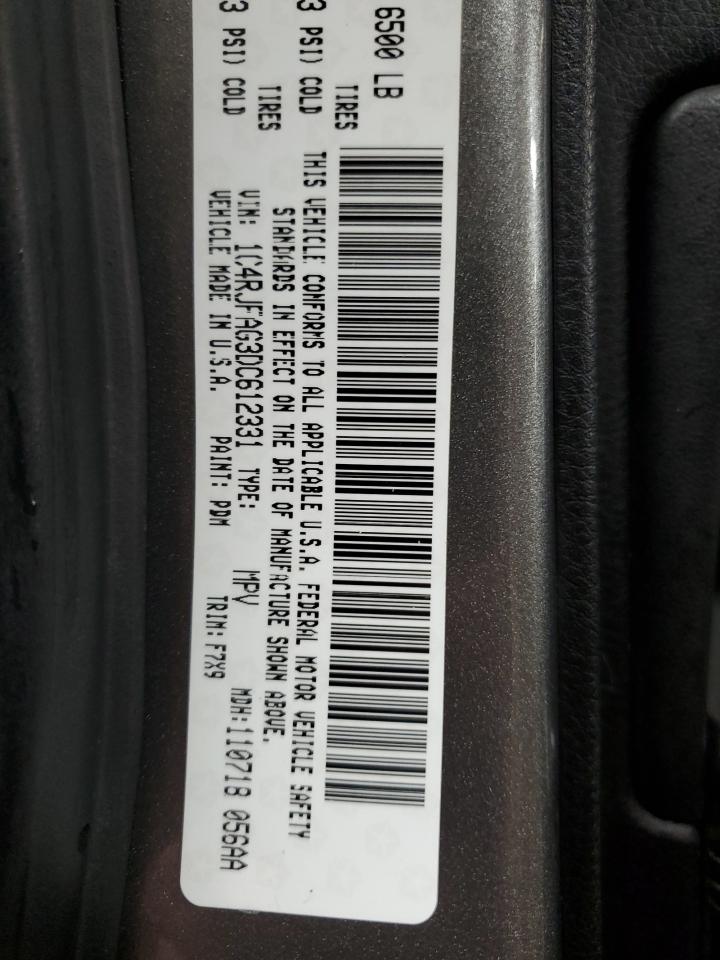 6500 LB
TIRES
3 PSI) COLD
TIRES
3 PSI) COLD
THIS VEHICLE CONFORMS TO ALL APPLICABLE U.S.A. FEDERAL MOTOR VEHICLE SAFETY
STANDARDS IN EFFECT ON THE DATE OF MANUFACTURE SHOWN ABOVE.
VIN: 1C4RJFAG3DC612331 TYPE: MPV MDH:110718 056AA
VEHICLE MADE IN U.S.A. PAINT: PDM TRIM: F7X9